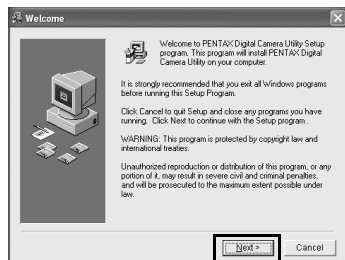 Welcome
Welcome to PENTAX Digital Camera Utility Setup
program. This program will install PENTAX Digital
Camera Utility on your computer.
It is strongly recommended that you exit all Windows programs
before running this Setup Program.
Click Cancel to quit Setup and close any programs you have
running. Click Next to continue with the Setup program.
WARNING: This program is protected by copyright law and
international treaties.
Unauthorized reproduction or distribution of this program, or any
portion of it, may result in severe civil and criminal penalties,
and will be prosecuted to the maximum extent possible under
law.
Next >
Cancel